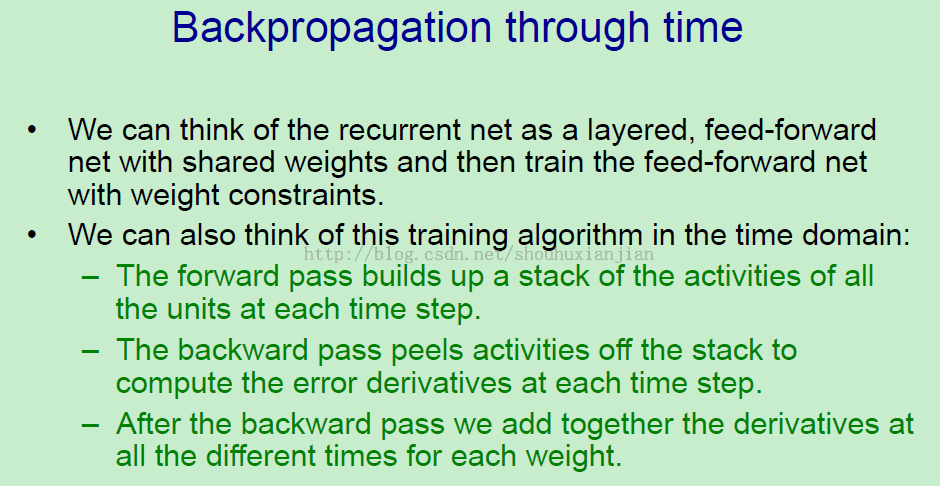 Backpropagation through time
• We can think of the recurrent net as a layered, feed-forward
net with shared weights and then train the feed-forward net
with weight constraints.
• We can also think of this training algorithm in the time domain:
http://blog.csdn.net/shouhuxianjian
– The forward pass builds up a stack of the activities of all
the units at each time step.
– The backward pass peels activities off the stack to
compute the error derivatives at each time step.
– After the backward pass we add together the derivatives at
all the different times for each weight.